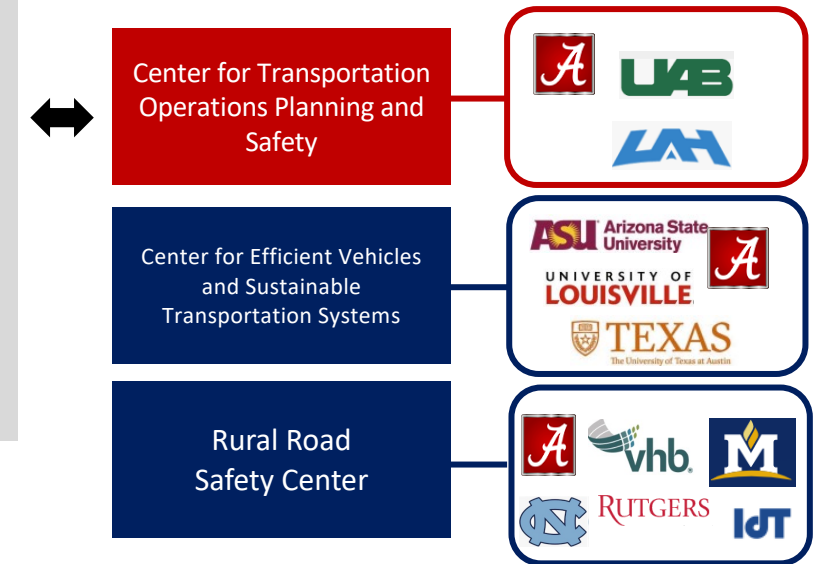 Center for Transportation
Operations Planning and
Safety
A
UAB
UAH
Center for Efficient Vehicles
and Sustainable
Transportation Systems
ASU Arizona State
University
A
UNIVERSITY OF
LOUISVILLE
TEXAS
The University of Texas at Austin
Rural Road
Safety Center
A
vhb
M
NC
RUTGERS
IdT